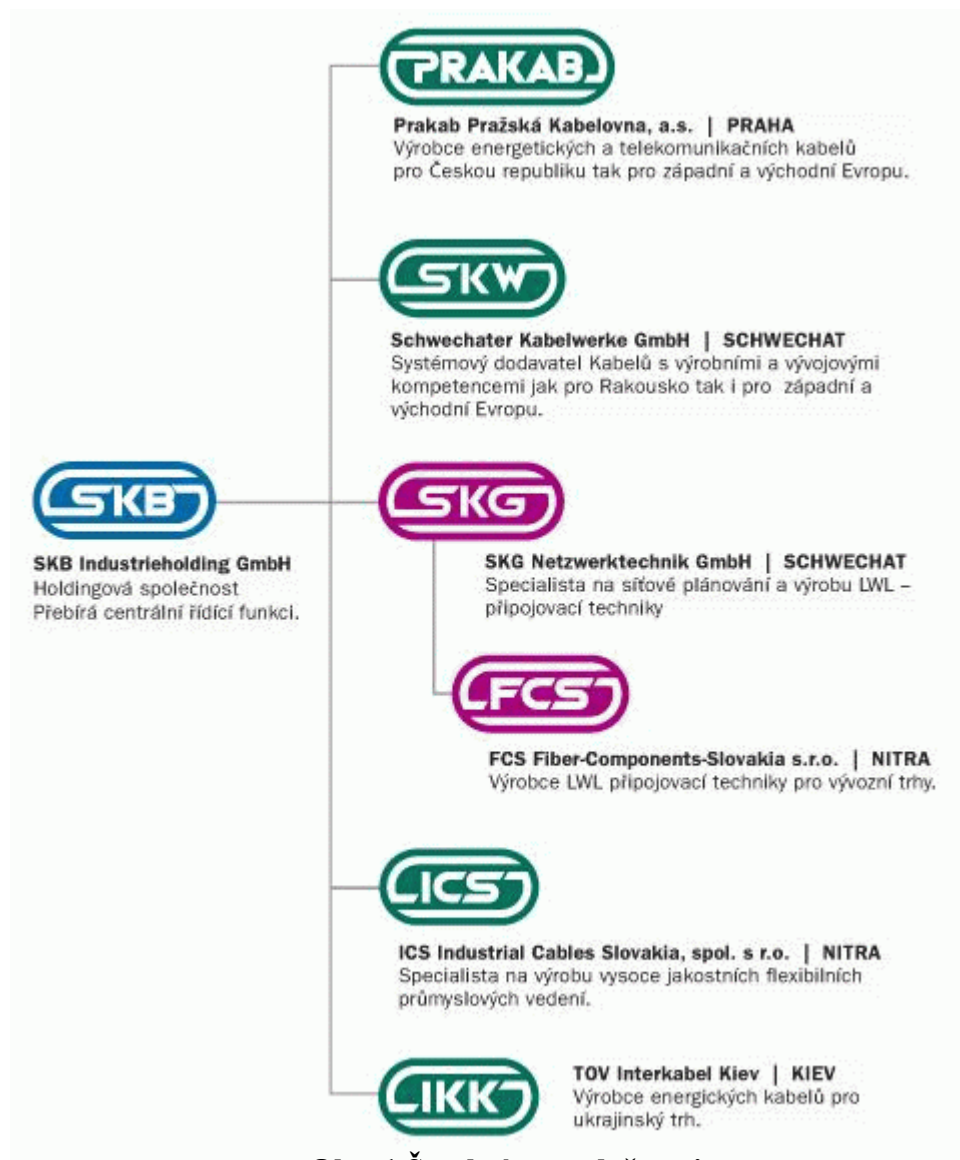 PRAKAB
Prakab Pražská Kabelovna, a.s. | PRAHA
Výrobce energetických a telekomunikačních kabelů
pro Českou republiku tak pro západní a východní Evropu.
SKW
Schwechater Kabelwerke GmbH | SCHWECHAT
Systémový dodavatel Kabelů s výrobními a vývojovými
kompetencemi jak pro Rakousko tak i pro západní a
východní Evropu.
SKB
SKB Industrieholding GmbH
Holdingová společnost
Přebírá centrální řídící funkci.
SKG
SKG Netzwerktechnik GmbH | SCHWECHAT
Specialista na síťové plánování a výrobu LWL –
připojovací techniky
FCS
FCS Fiber-Components-Slovakia s.r.o. | NITRA
Výrobce LWL připojovací techniky pro vývozní trhy.
ICS
ICS Industrial Cables Slovakia, spol. s r.o. | NITRA
Specialista na výrobu vysoce jakostních flexibilních
průmyslových vedení.
IKK
TOV Interkabel Kiev | KIEV
Výrobce energických kabelů pro
ukrajinský trh.